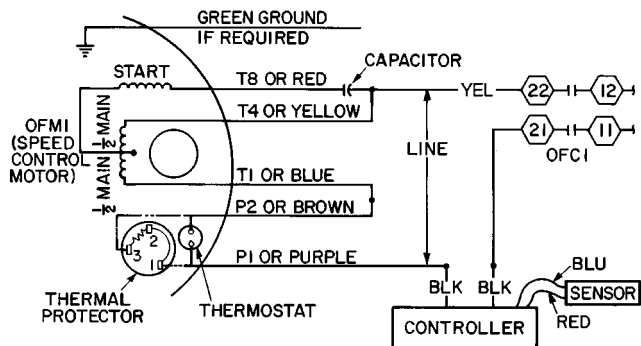 GREEN GROUND
IF REQUIRED
CAPACITOR
START
T8 OR RED
YEL
22
12
T4 OR YELLOW
OFM1
(SPEED
CONTROL
MOTOR)
1/2 MAIN
1/2 MAIN
LINE
21
11
OFC1
T1 OR BLUE
P2 OR BROWN
2
3
1
P1 OR PURPLE
THERMAL
PROTECTOR
THERMOSTAT
BLK
BLK
BLU
SENSOR
RED
CONTROLLER